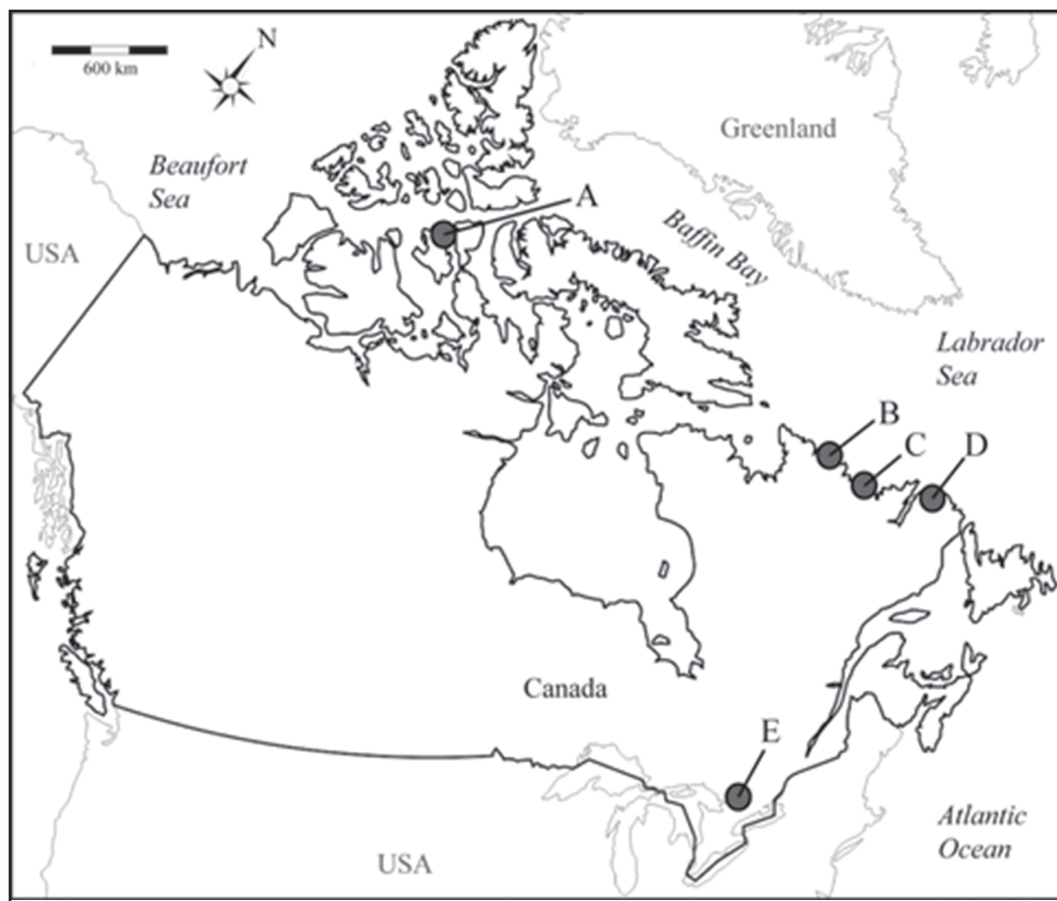 N
600 km
Greenland
Beaufort
Sea
A
Baffin Bay
USA
Labrador
Sea
B
C
D
Canada
E
Atlantic
Ocean
USA